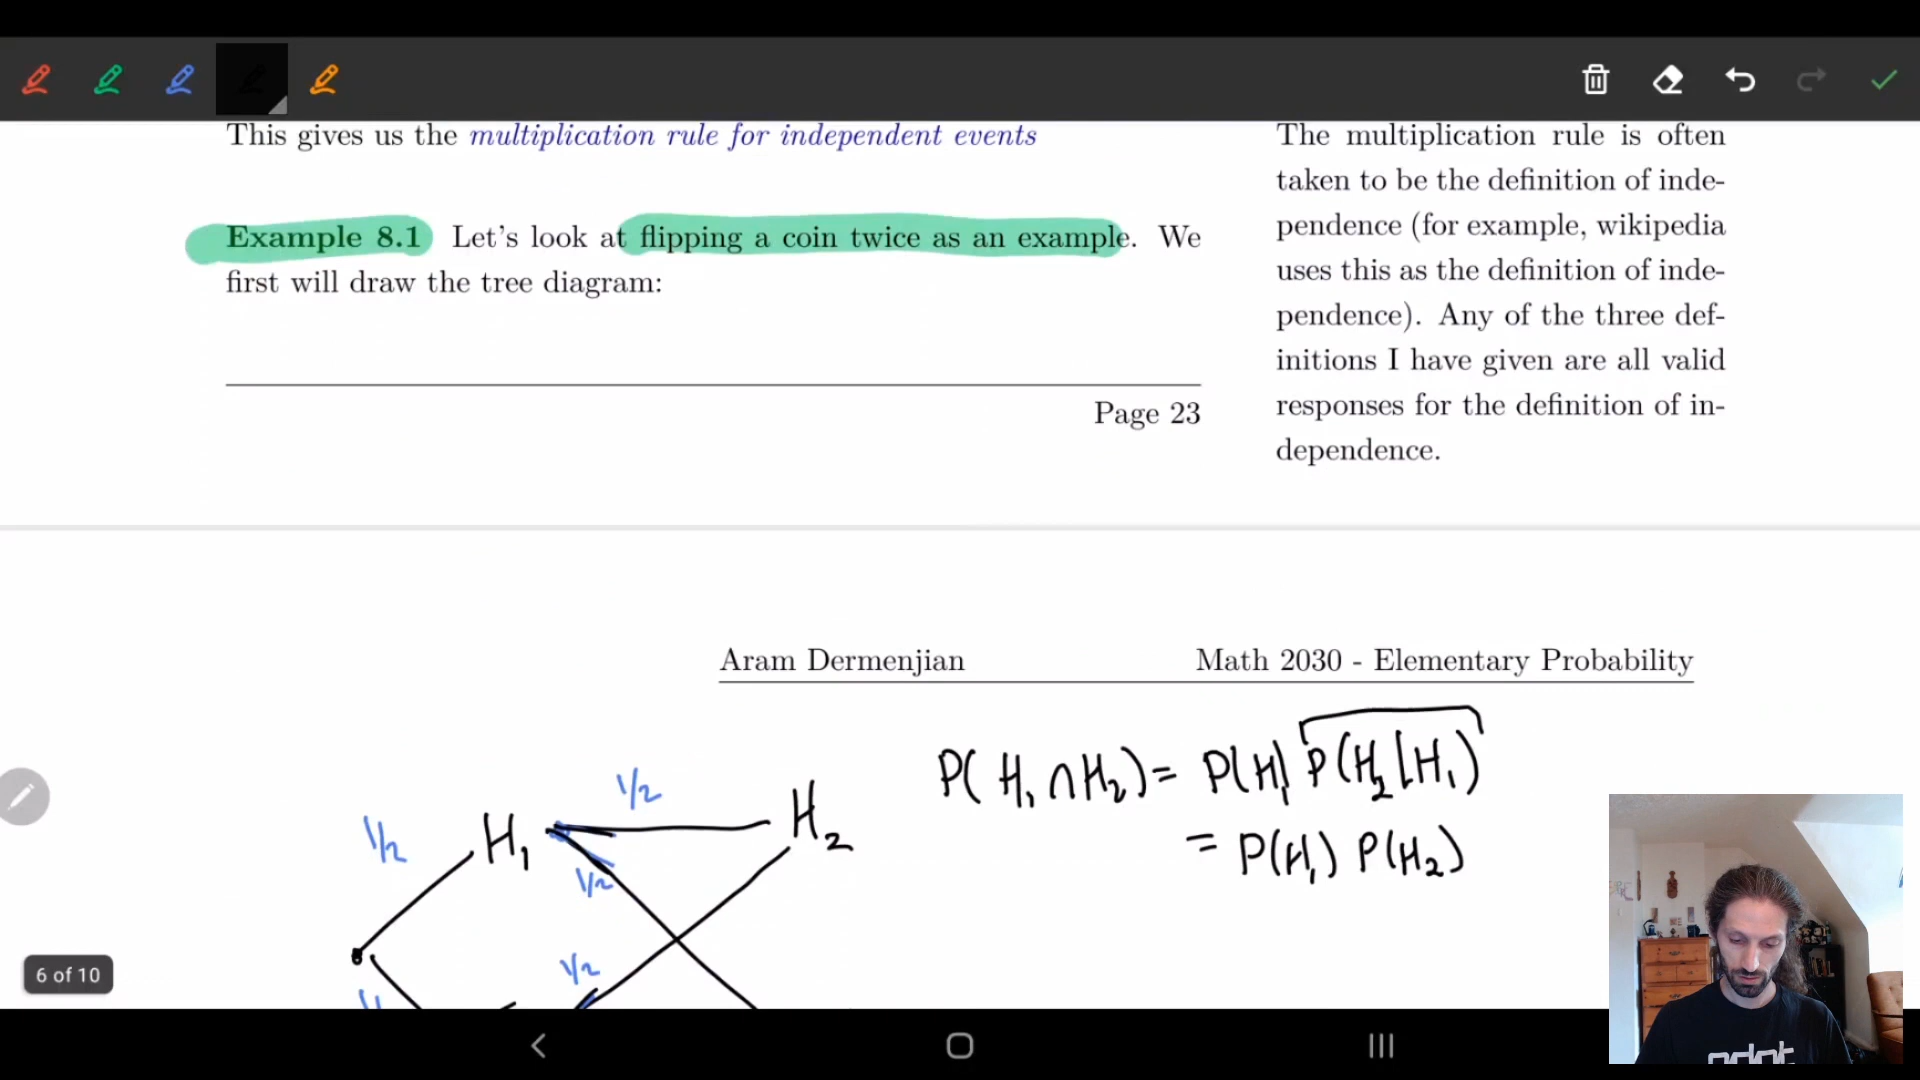 This gives us the multiplication rule for independent events
Example 8.1 Let's look at flipping a coin twice as an example. We
first will draw the tree diagram:
Page 23
The multiplication rule is often
taken to be the definition of inde-
pendence (for example, wikipedia
uses this as the definition of inde-
pendence). Any of the three def-
initions I have given are all valid
responses for the definition of in-
dependence.
Aram Dermenjian Math 2030 - Elementary Probability
P(H₁∩H₂)= P(H₁) P(H₂|H₁)
= P(H₁) P(H₂)
1/2
H₂
1/2
H₁
1/2
1/2
6 of 10